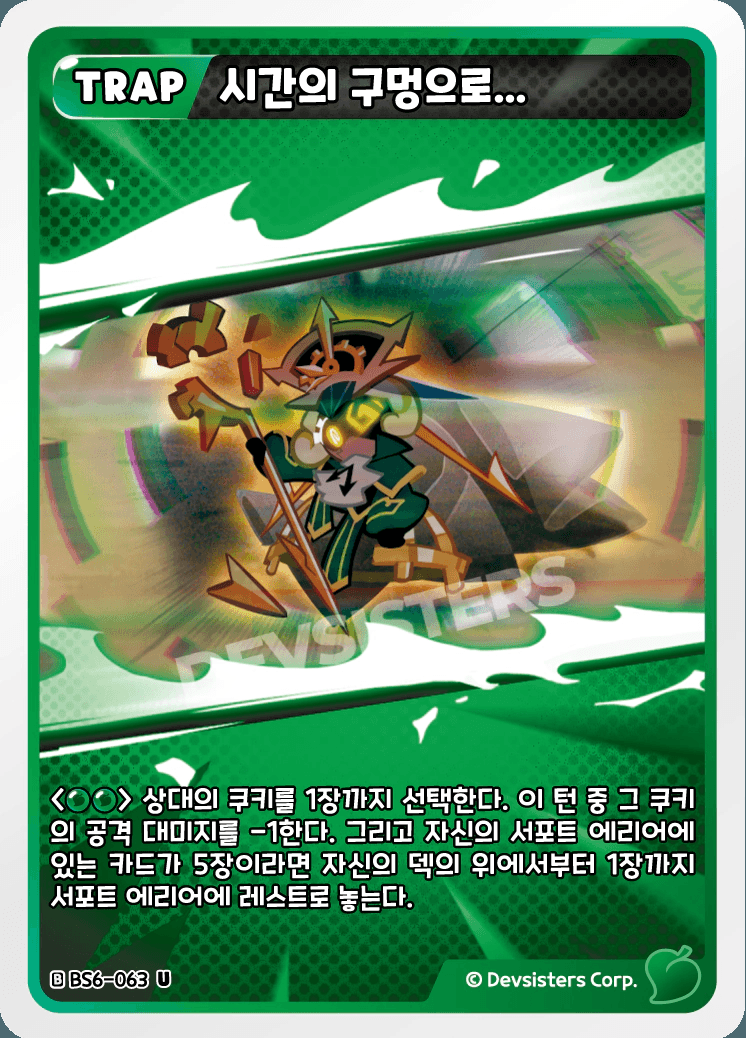 TRAP 시간의 구멍으로...
DEVSISTERS
<●●> 상대의 쿠키를 1장까지 선택한다. 이 턴 중 그 쿠키
의 공격 대미지를 -1한다. 그리고 자신의 서포트 에리어에
있는 카드가 5장이라면 자신의 덱의 위에서부터 1장까지
서포트 에리어에 레스트로 놓는다.
B BS6-063 U © Devsisters Corp.